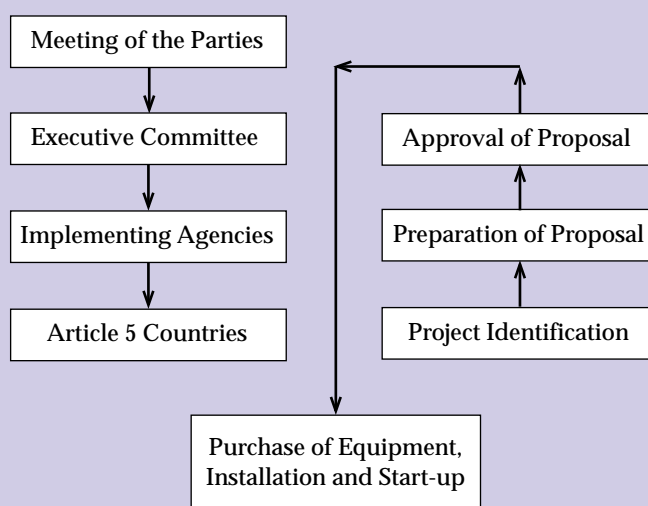 Meeting of the Parties
Executive Committee
Implementing Agencies
Article 5 Countries
Approval of Proposal
Preparation of Proposal
Project Identification
Purchase of Equipment,
Installation and Start-up